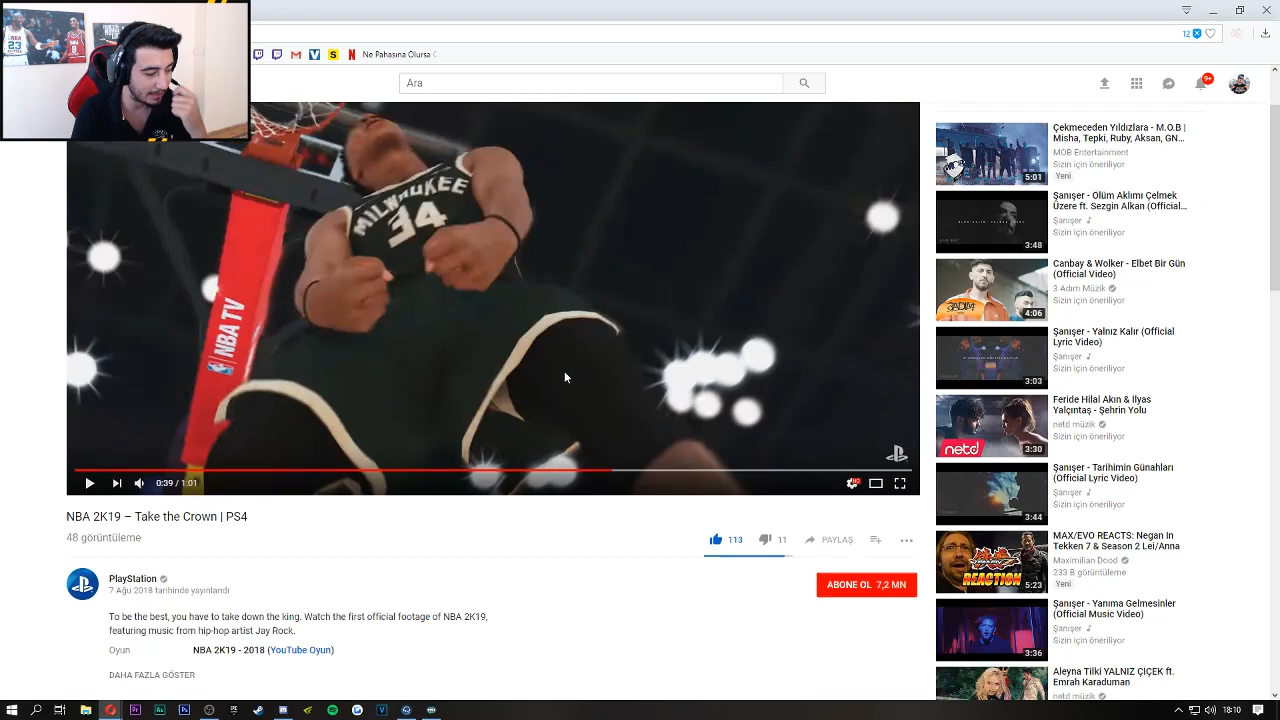 NBA
23
8
12
Ne Pahasına Olursa
Ara
9+
MILWAUKEE
34
NBA TV
0:39 / 1:01
NBA 2K19 – Take the Crown | PS4
48 görüntüleme
113
11
PAYLAŞ
PlayStation
7 Ağu 2018 tarihinde yayınlandı
ABONE OL 7,2 MN
To be the best, you have to take down the king. Watch the first official footage of NBA 2K19,
featuring music from hip-hop artist Jay Rock.
Oyun NBA 2K19 - 2018 (YouTube Oyun)
DAHA FAZLA GÖSTER
Çekmeceden Yıldızlara - M.O.B |
Misha, Tepki, Ruby, Aksan, GN...
MOB Entertainment
Sizin için öneriliyor
Yeni
5:01
Şanışer - Ölüm Aklımı Çelmek
Üzere ft. Sezgin Alkan (Official...
Şanışer
Sizin için öneriliyor
3:48
Canbay & Wolker - Elbet Bir Gün
(Official Video)
3 Adım Müzik
Sizin için öneriliyor
3ADIM
4:06
Şanışer - Yalnız Kalır (Official
Lyric Video)
Şanışer
Sizin için öneriliyor
3:03
Feride Hilal Akın & İlyas
Yalçıntaş - Şehrin Yolu
netd müzik
Sizin için öneriliyor
netd
3:30
Şanışer - Tarihimin Günahları
(Official Lyric Video)
Şanışer
Sizin için öneriliyor
3:44
MAX/EVO REACTS: Negan In
Tekken 7 & Season 2 Lei/Anna
Maximilian Dood
233 B görüntüleme
Yeni
REACTION
5:23
Şanışer - Yanıma Gelmesinler
(Official Music Video)
Şanışer
Sizin için öneriliyor
3:36
Aleyna Tilki YALNIZ ÇİÇEK ft.
Emrah Karaduman
netd müzik
18:10